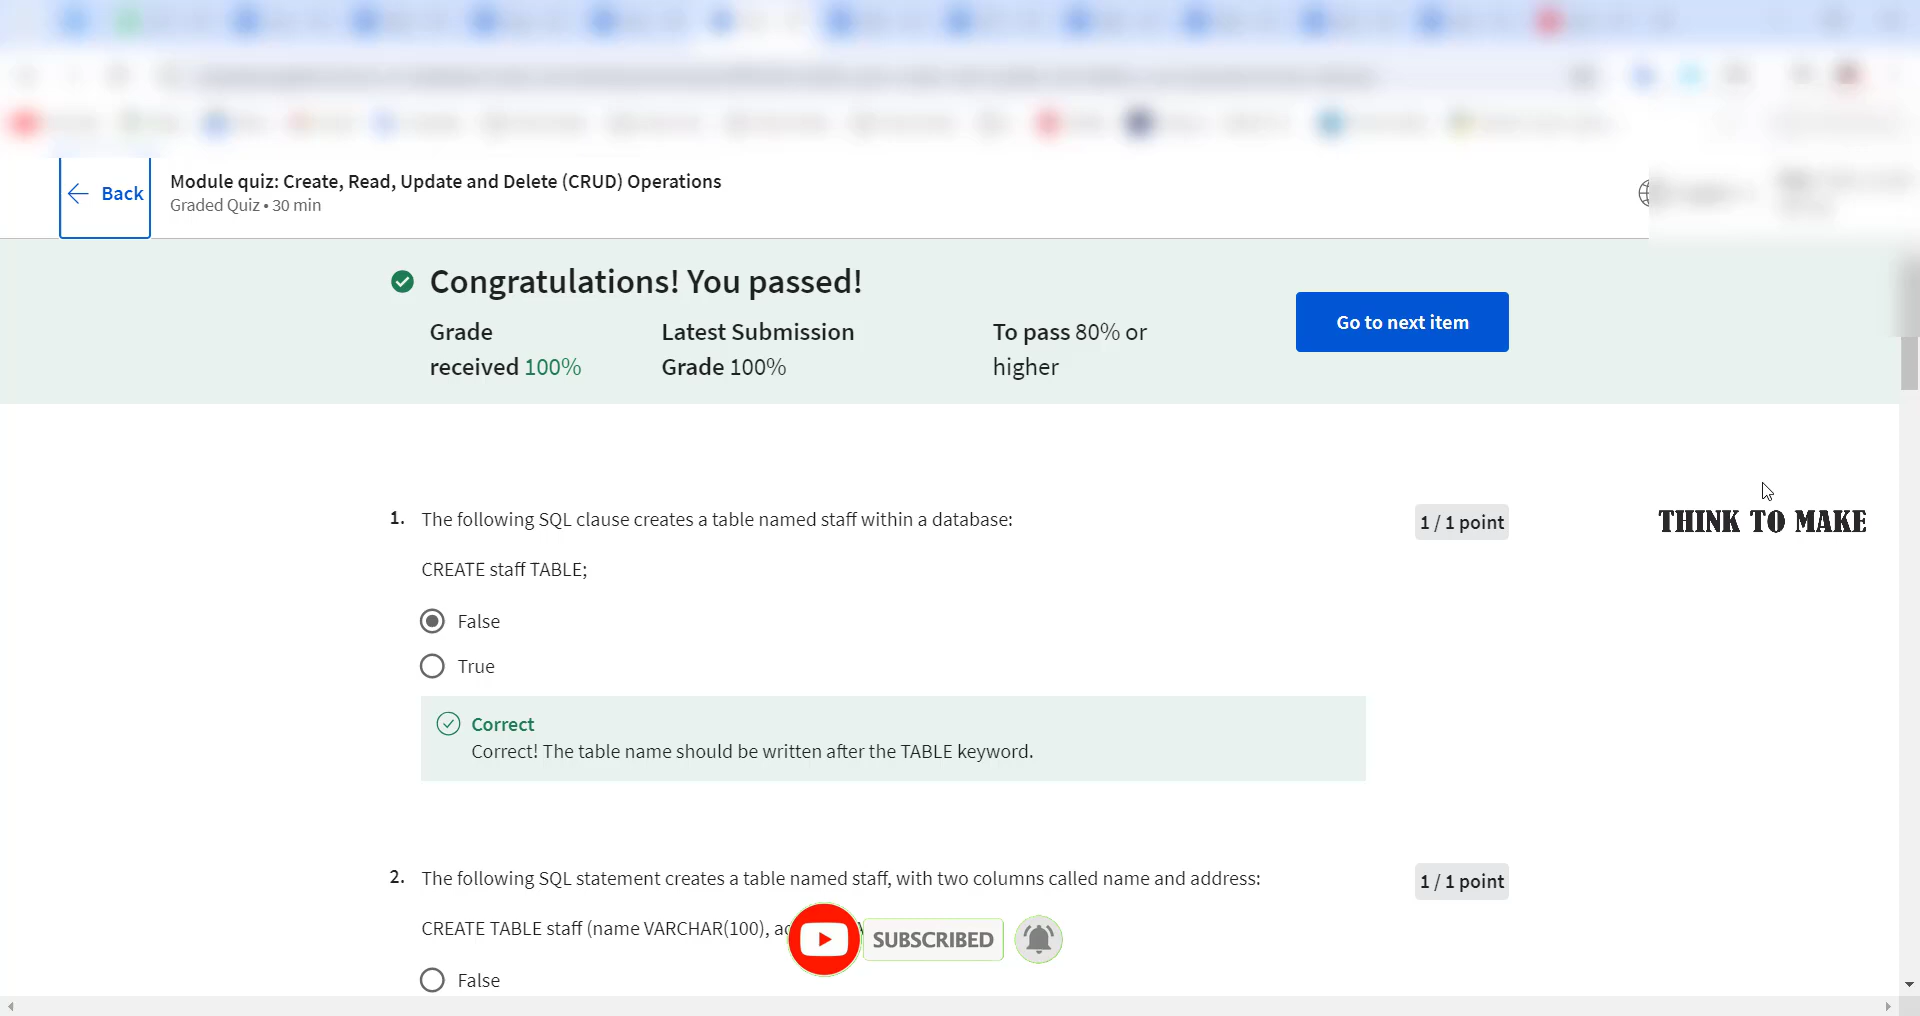 Back
Module quiz: Create, Read, Update and Delete (CRUD) Operations
Graded Quiz • 30 min
Congratulations! You passed!
Grade received 100%
Latest Submission Grade 100%
To pass 80% or higher
Go to next item
1. The following SQL clause creates a table named staff within a database:
1 / 1 point
THINK TO MAKE
CREATE staff TABLE;
False
True
Correct
Correct! The table name should be written after the TABLE keyword.
2. The following SQL statement creates a table named staff, with two columns called name and address:
1 / 1 point
CREATE TABLE staff (name VARCHAR(100),
SUBSCRIBED
False